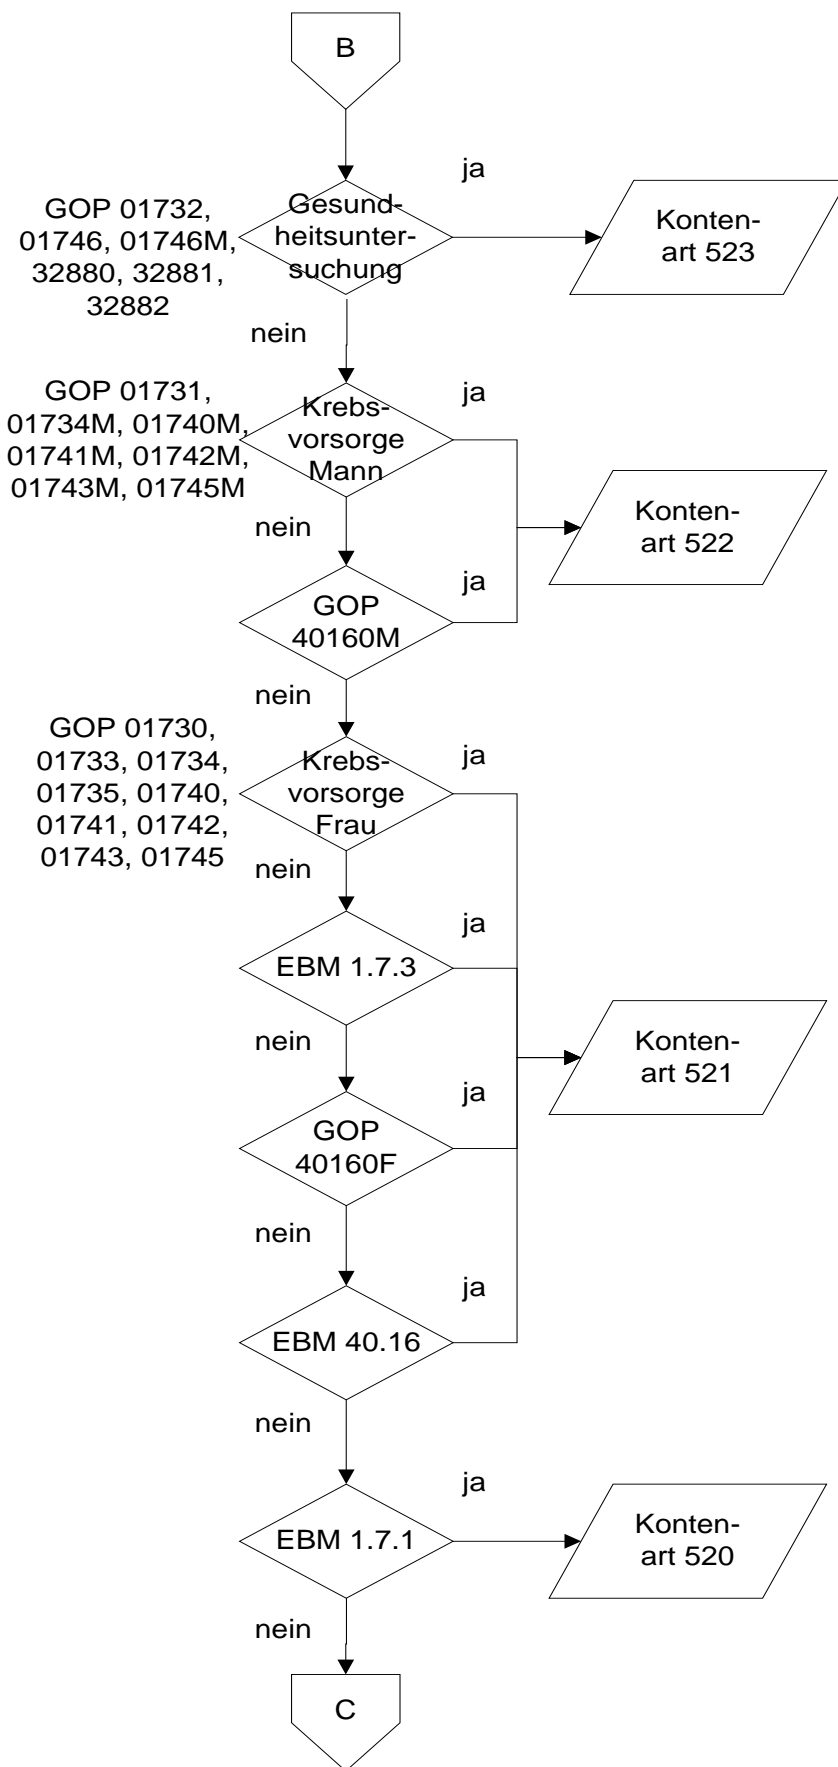 B
ja
GOP 01732,
01746, 01746M,
32880, 32881,
32882
Gesund-
heitsunter-
suchung
Konten-
art 523
nein
GOP 01731,
01734M, 01740M,
01741M, 01742M,
01743M, 01745M
Krebs-
vorsorge
Mann
ja
Konten-
art 522
nein
GOP
40160M
ja
nein
GOP 01730,
01733, 01734,
01735, 01740,
01741, 01742,
01743, 01745
Krebs-
vorsorge
Frau
ja
nein
EBM 1.7.3
ja
Konten-
art 521
nein
GOP
40160F
ja
nein
EBM 40.16
ja
nein
EBM 1.7.1
ja
Konten-
art 520
nein
C